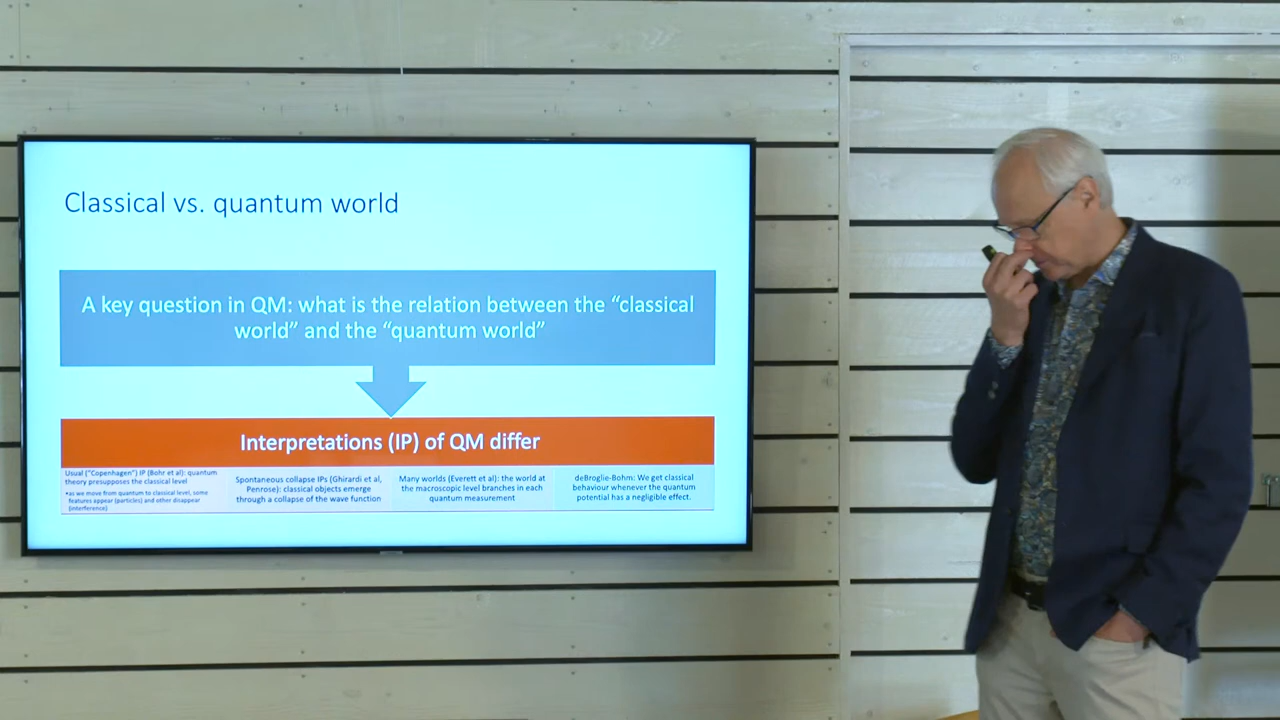 Classical vs. quantum world
A key question in QM: what is the relation between the “classical
world” and the “quantum world”
Interpretations (IP) of QM differ
Usual (“Copenhagen”) IP (Bohr et al): quantum
theory presupposes the classical level
•as we move from quantum to classical level, some
features appear (particles) and other disappear
(interference)
Spontaneous collapse IPs (Ghirardi et al,
Penrose): classical objects emerge
through a collapse of the wave function
Many worlds (Everett et al): the world at
the macroscopic level branches in each
quantum measurement
deBroglie-Bohm: We get classical
behaviour whenever the quantum
potential has a negligible effect.